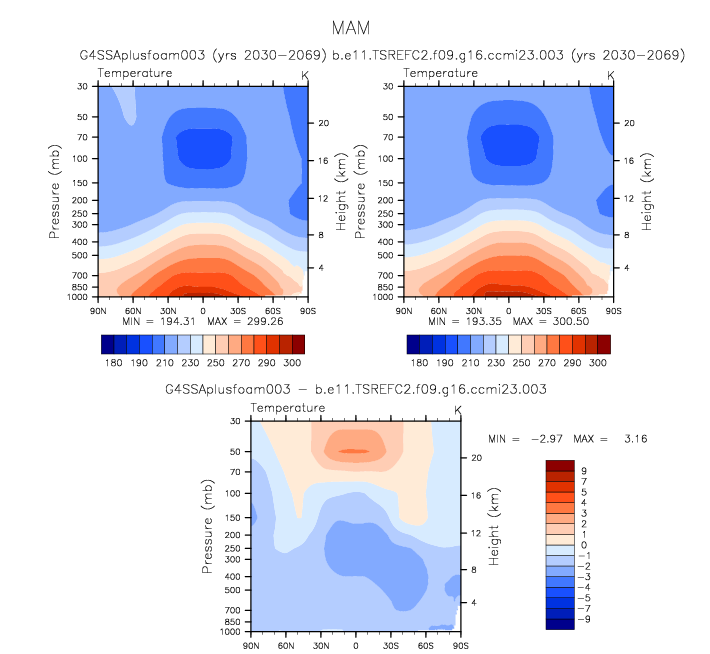 MAM
G4SSAplusfoam003 (yrs 2030-2069) b.e11.TSREFC2.f09.g16.ccmi23.003 (yrs 2030-2069)
Temperature K Temperature K
30 50 70 100 150 200 250 300 400 500 700 850 1000
Pressure (mb)
20 16 12 8 4
Height (km)
90N 60N 30N 0 30S 60S 90S
MIN = 194.31 MAX = 299.26
180 190 210 230 250 270 290 300
30 50 70 100 150 200 250 300 400 500 700 850 1000
Pressure (mb)
20 16 12 8 4
Height (km)
90N 60N 30N 0 30S 60S 90S
MIN = 193.35 MAX = 300.50
180 190 210 230 250 270 290 300
G4SSAplusfoam003 - b.e11.TSREFC2.f09.g16.ccmi23.003
Temperature K
30 50 70 100 150 200 250 300 400 500 700 850 1000
Pressure (mb)
20 16 12 8 4
Height (km)
90N 60N 30N 0 30S 60S 90S
MIN = -2.97 MAX = 3.16
9
7
5
4
3
2
1
0
-1
-2
-3
-4
-5
-7
-9